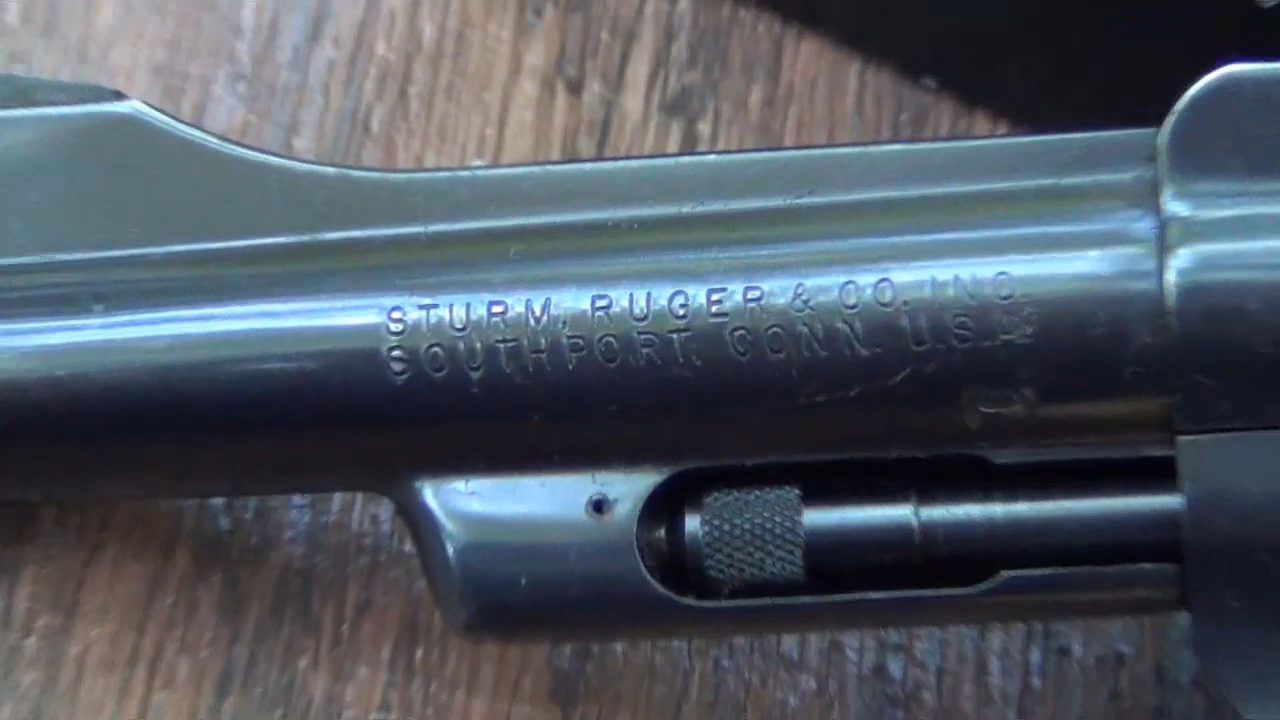 STURM, RUGER & CO. INC.
SOUTHPORT, CONN. U.S.A.